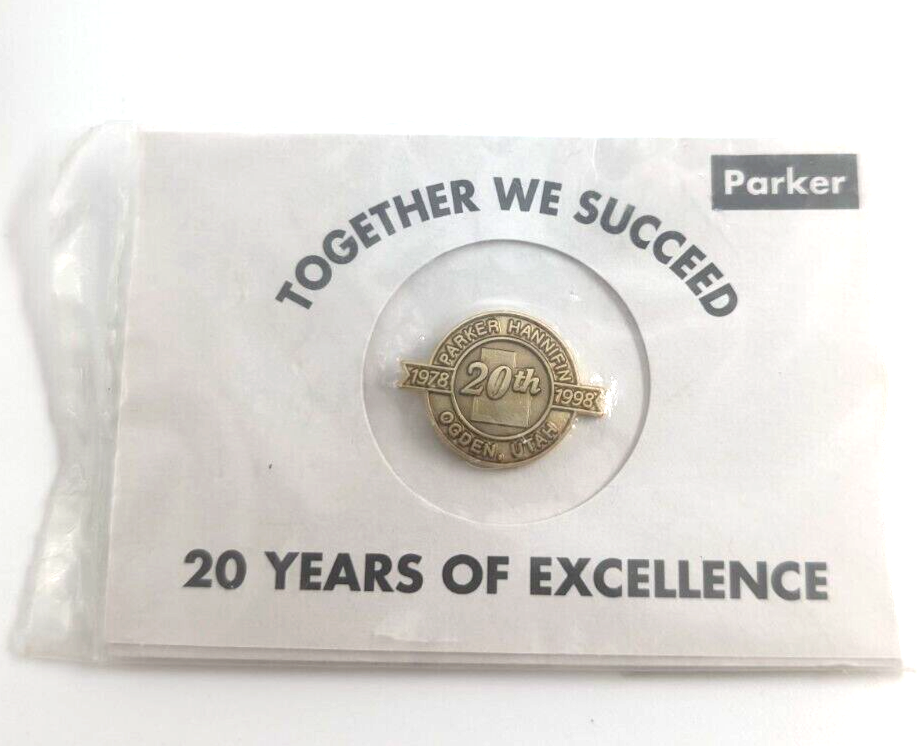 Parker
TOGETHER WE SUCCEED
PARKER HANNIFIN
1978 20th 1998
OGDEN, UTAH
20 YEARS OF EXCELLENCE